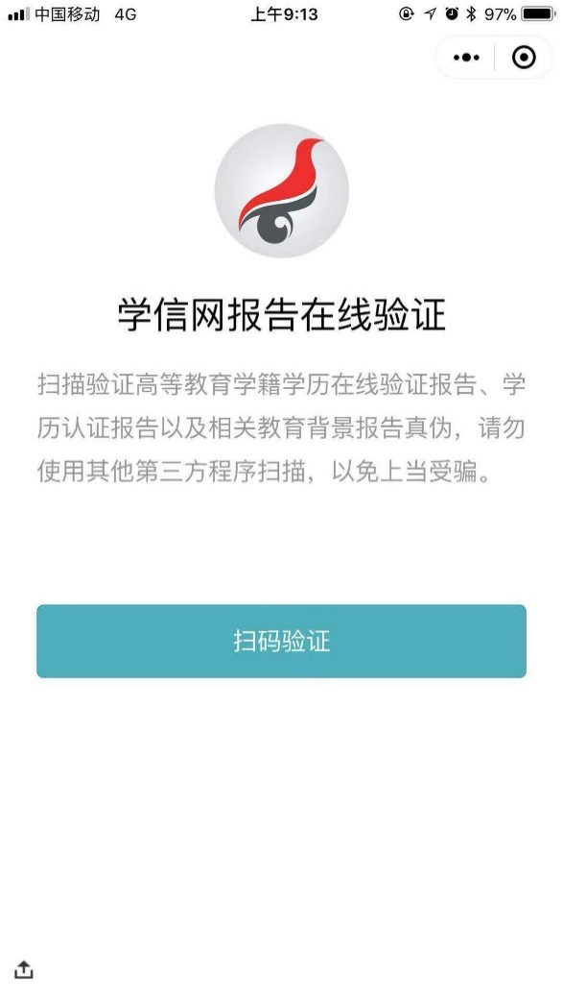 中国移动 4G 上午9:13 97%
学信网报告在线验证
扫描验证高等教育学籍学历在线验证报告、学
历认证报告以及相关教育背景报告真伪，请勿
使用其他第三方程序扫描，以免上当受骗。
扫码验证